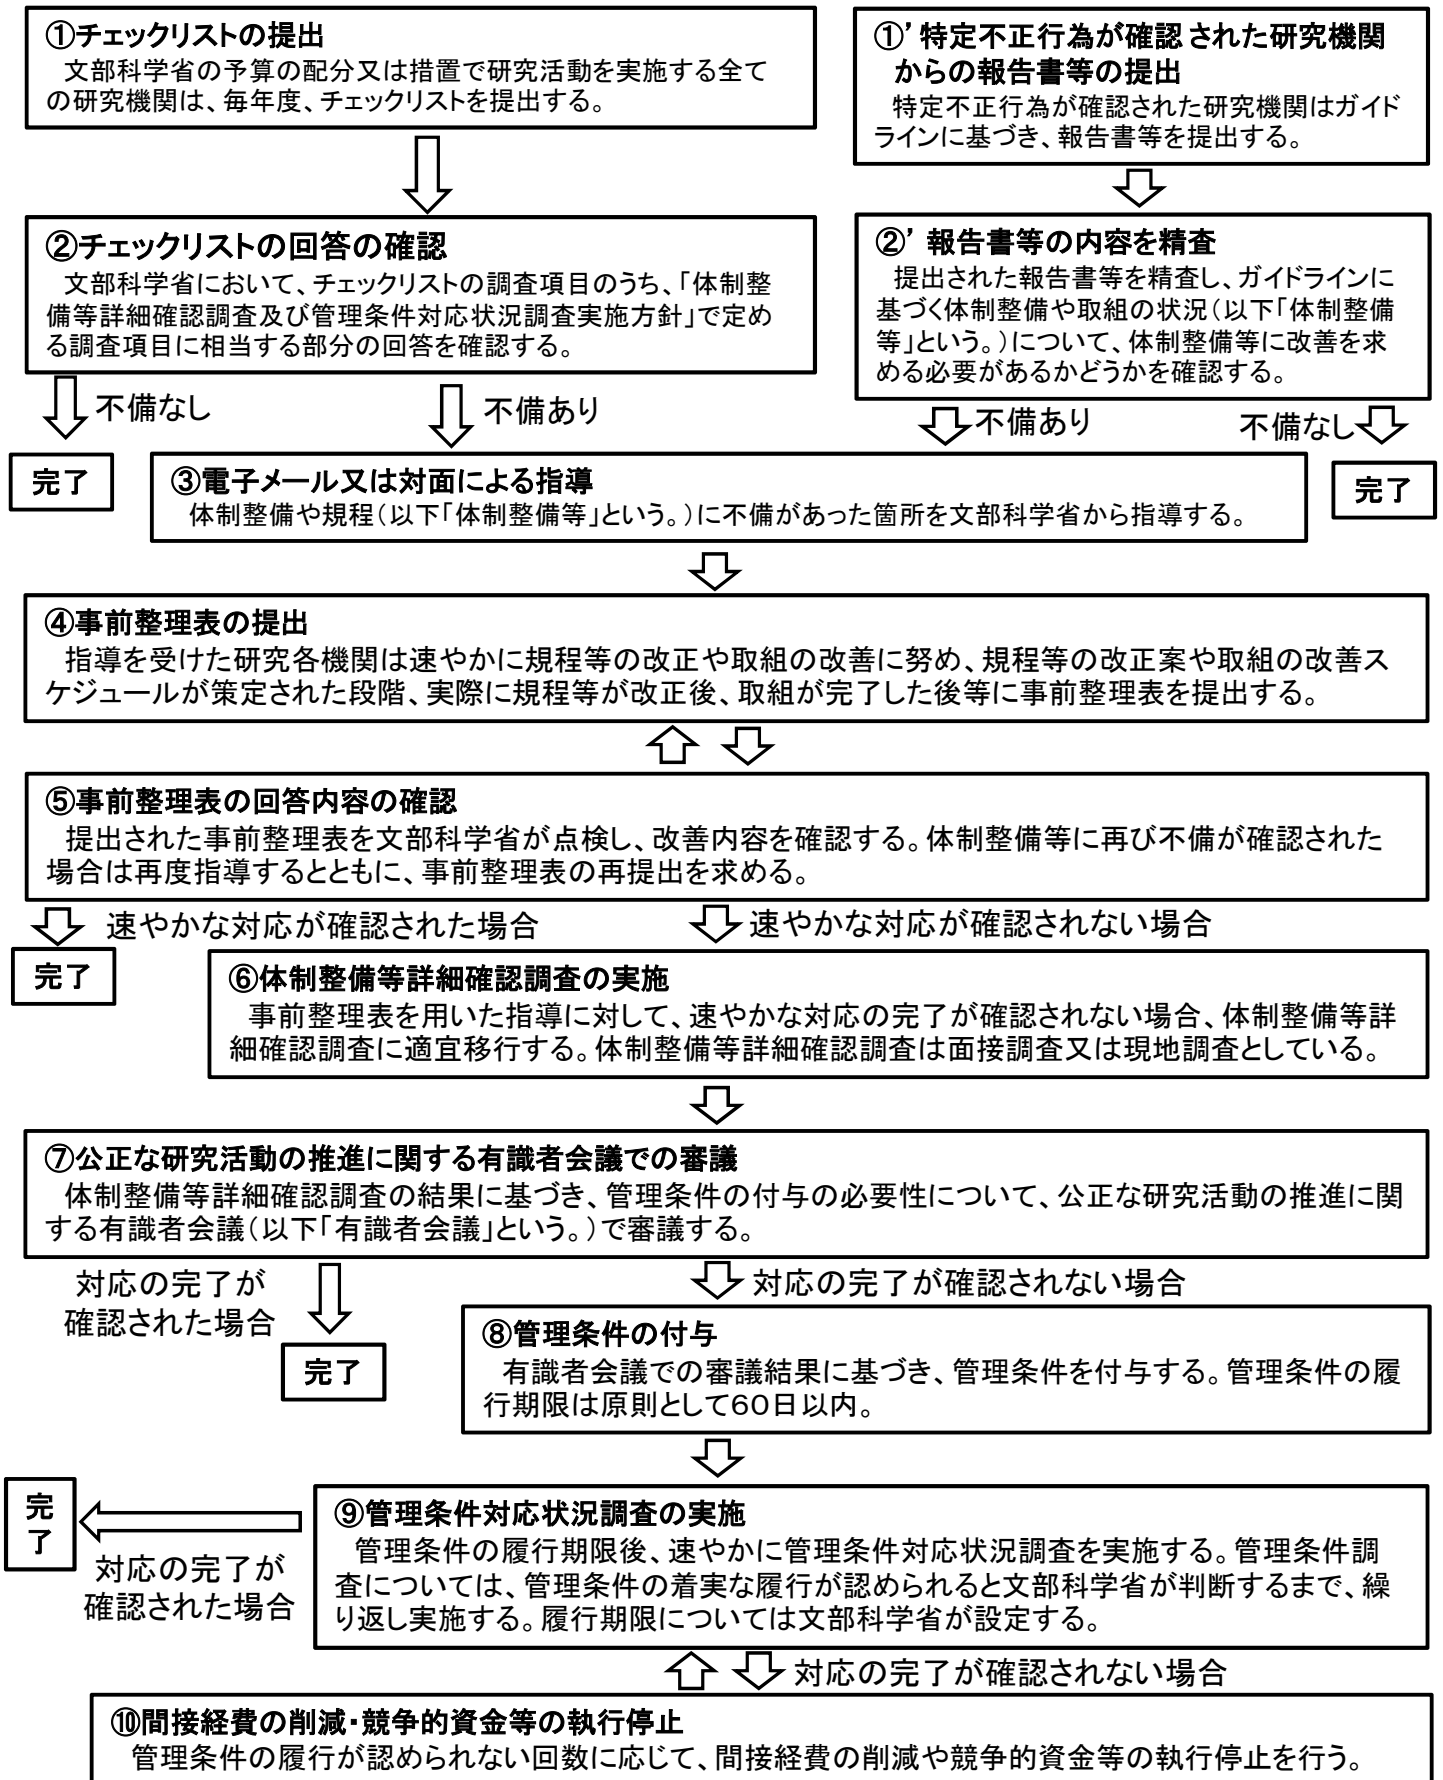 ①チェックリストの提出
文部科学省の予算の配分又は措置で研究活動を実施する全て
の研究機関は、毎年度、チェックリストを提出する。
①’特定不正行為が確認された研究機関
からの報告書等の提出
特定不正行為が確認された研究機関はガイド
ラインに基づき、報告書等を提出する。
②チェックリストの回答の確認
文部科学省において、チェックリストの調査項目のうち、「体制整
備等詳細確認調査及び管理条件対応状況調査実施方針」で定め
る調査項目に相当する部分の回答を確認する。
②’報告書等の内容を精査
提出された報告書等を精査し、ガイドラインに
基づく体制整備や取組の状況（以下「体制整備
等」という。）について、体制整備等に改善を求
める必要があるかどうかを確認する。
不備なし
不備あり
不備あり
不備なし
完了
③電子メール又は対面による指導
体制整備や規程（以下「体制整備等」という。）に不備があった箇所を文部科学省から指導する。
完了
④事前整理表の提出
指導を受けた研究各機関は速やかに規程等の改正や取組の改善に努め、規程等の改正案や取組の改善ス
ケジュールが策定された段階、実際に規程等が改正後、取組が完了した後等に事前整理表を提出する。
⑤事前整理表の回答内容の確認
提出された事前整理表を文部科学省が点検し、改善内容を確認する。体制整備等に再び不備が確認された
場合は再度指導するとともに、事前整理表の再提出を求める。
速やかな対応が確認された場合
速やかな対応が確認されない場合
完了
⑥体制整備等詳細確認調査の実施
事前整理表を用いた指導に対して、速やかな対応の完了が確認されない場合、体制整備等詳
細確認調査に適宜移行する。体制整備等詳細確認調査は面接調査又は現地調査としている。
⑦公正な研究活動の推進に関する有識者会議での審議
体制整備等詳細確認調査の結果に基づき、管理条件の付与の必要性について、公正な研究活動の推進に関
する有識者会議（以下「有識者会議」という。）で審議する。
対応の完了が
確認された場合
対応の完了が確認されない場合
完了
⑧管理条件の付与
有識者会議での審議結果に基づき、管理条件を付与する。管理条件の履
行期限は原則として60日以内。
完
了
対応の完了が
確認された場合
⑨管理条件対応状況調査の実施
管理条件の履行期限後、速やかに管理条件対応状況調査を実施する。管理条件調
査については、管理条件の着実な履行が認められると文部科学省が判断するまで、繰
り返し実施する。履行期限については文部科学省が設定する。
対応の完了が確認されない場合
⑩間接経費の削減・競争的資金等の執行停止
管理条件の履行が認められない回数に応じて、間接経費の削減や競争的資金等の執行停止を行う。